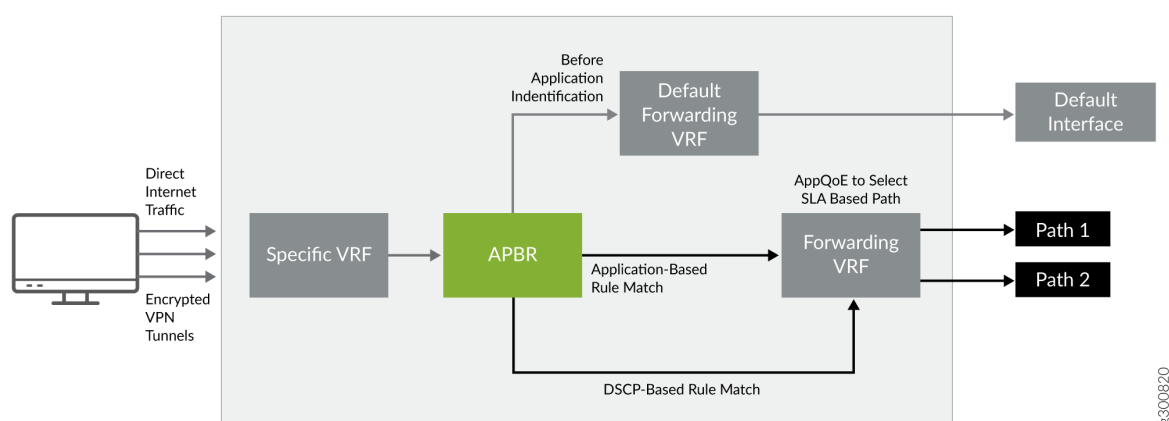 Before
Application
Indentification
Default
Forwarding
VRF
Default
Interface
Direct
Internet
Traffic
AppQoE to Select
SLA Based Path
Specific VRF
APBR
Application-Based
Rule Match
Forwarding
VRF
Path 1
Path 2
Encrypted
VPN
Tunnels
DSCP-Based Rule Match